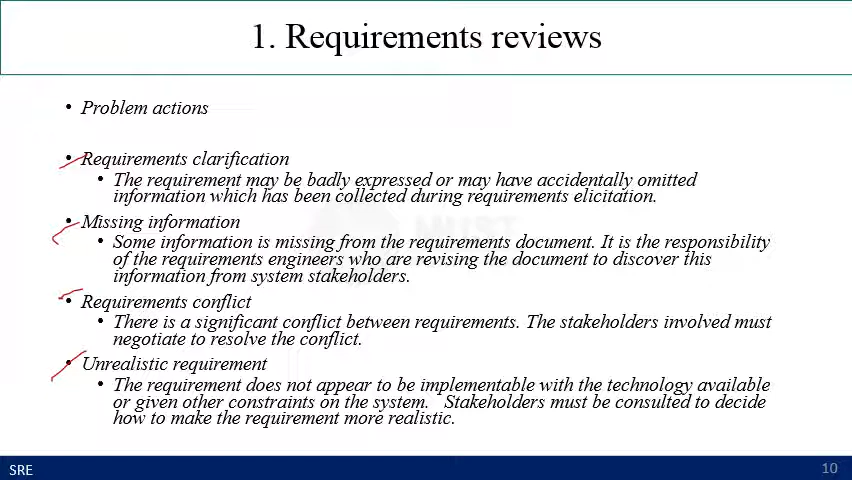 1. Requirements reviews
• Problem actions
• Requirements clarification
• The requirement may be badly expressed or may have accidentally omitted
information which has been collected during requirements elicitation.
• Missing information
• Some information is missing from the requirements document. It is the responsibility
of the requirements engineers who are revising the document to discover this
information from system stakeholders.
• Requirements conflict
• There is a significant conflict between requirements. The stakeholders involved must
negotiate to resolve the conflict.
• Unrealistic requirement
• The requirement does not appear to be implementable with the technology available
or given other constraints on the system. Stakeholders must be consulted to decide
how to make the requirement more realistic.
MUST
SRE
10